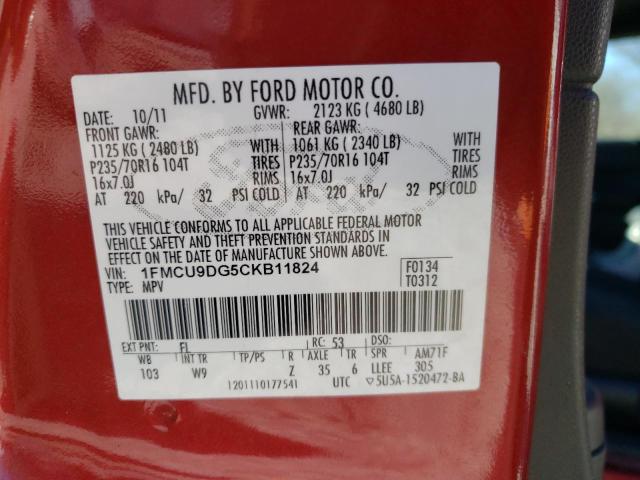 MFD. BY FORD MOTOR CO.
DATE: 10/11 GVWR: 2123 KG ( 4680 LB)
FRONT GAWR: REAR GAWR:
1125 KG ( 2480 LB) WITH 1061 KG ( 2340 LB) WITH
P235/70R16 104T TIRES P235/70R16 104T TIRES
16x7.0J RIMS 16x7.0J RIMS
AT 220 kPa/ 32 PSI COLD AT 220 kPa/ 32 PSI COLD
THIS VEHICLE CONFORMS TO ALL APPLICABLE FEDERAL MOTOR
VEHICLE SAFETY AND THEFT PREVENTION STANDARDS IN
EFFECT ON THE DATE OF MANUFACTURE SHOWN ABOVE.
VIN: 1FMCU9DG5CKB11824 F0134
TYPE: MPV T0312
EXT PNT: FL RC: 53 DSO:
WB INT TR TP/PS R AXLE TR SPR AM71F
103 W9 Z 35 6 LLEE 305
1201110177541 UTC 5U5A-1520472-BA